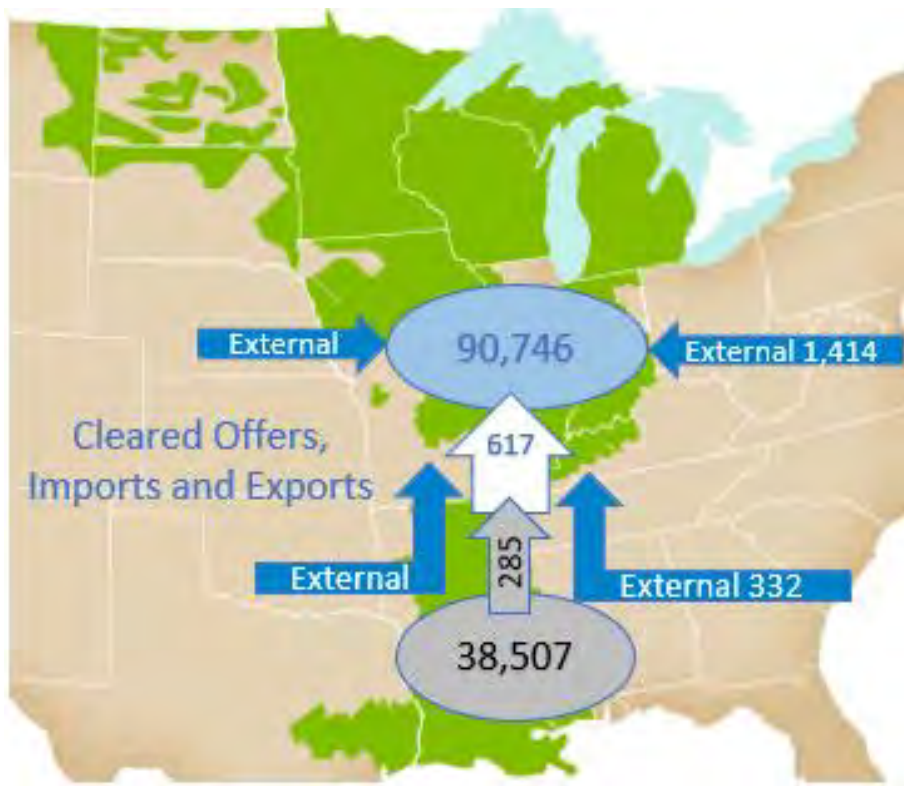 External
90,746
External 1,414
Cleared Offers,
Imports and Exports
617
285
External
External 332
38,507